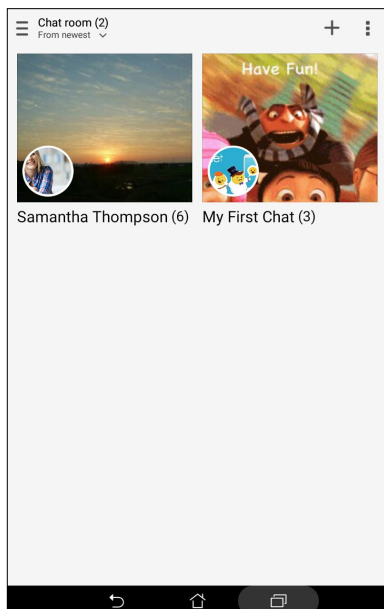 Chat room (2)
From newest
Have Fun!
Samantha Thompson (6)
My First Chat (3)